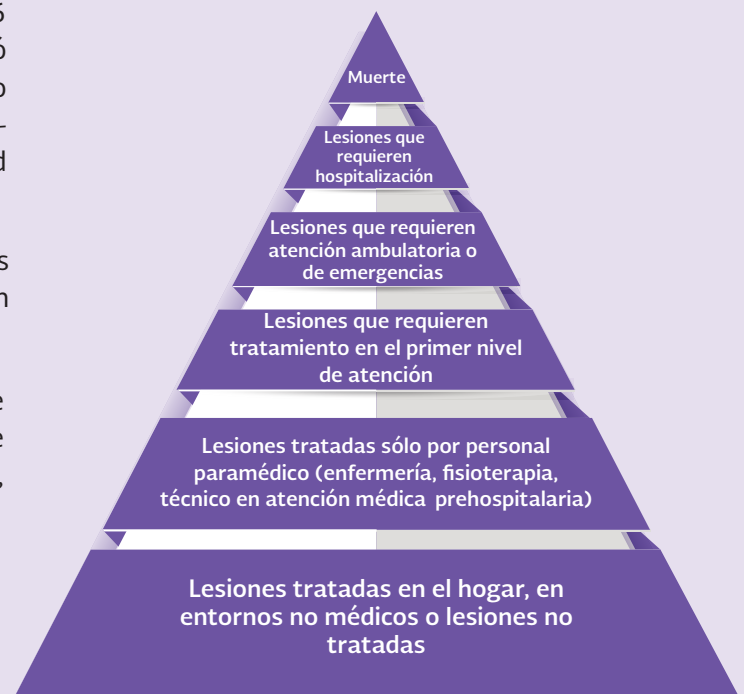 Muerte
Lesiones que
requieren
hospitalización
Lesiones que requieren
atención ambulatoria o
de emergencias
Lesiones que requieren
tratamiento en el primer nivel
de atención
Lesiones tratadas sólo por personal
paramédico (enfermería, fisioterapia,
técnico en atención médica prehospitalaria)
Lesiones tratadas en el hogar, en
entornos no médicos o lesiones no
tratadas